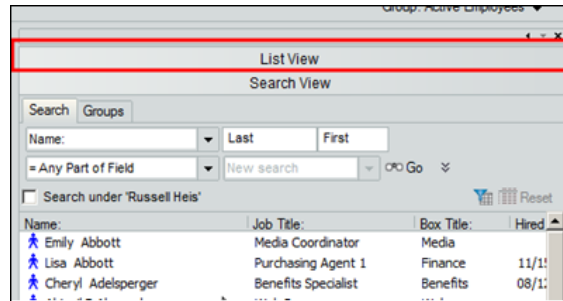 Group: Active Employees
List View
Search View
Search Groups
Name: Last First
= Any Part of Field New search Go
Search under 'Russell Heis'
Reset
Name: Job Title: Box Title: Hired
Emily Abbott Media Coordinator Media
Lisa Abbott Purchasing Agent 1 Finance 11/1
Cheryl Adelsperger Benefits Specialist Benefits 08/1